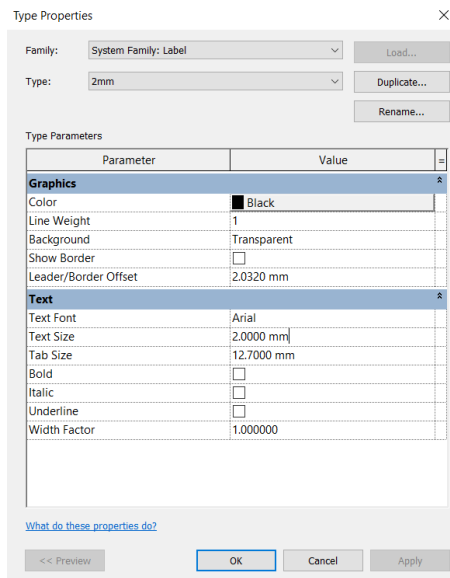 Type Properties
Family: System Family: Label Load...
Type: 2mm Duplicate...
Rename...
Type Parameters
Parameter Value =
Graphics
Color Black
Line Weight 1
Background Transparent
Show Border
Leader/Border Offset 2.0320 mm
Text
Text Font Arial
Text Size 2.0000 mm
Tab Size 12.7000 mm
Bold
Italic
Underline
Width Factor 1.000000
What do these properties do?
<< Preview OK Cancel Apply